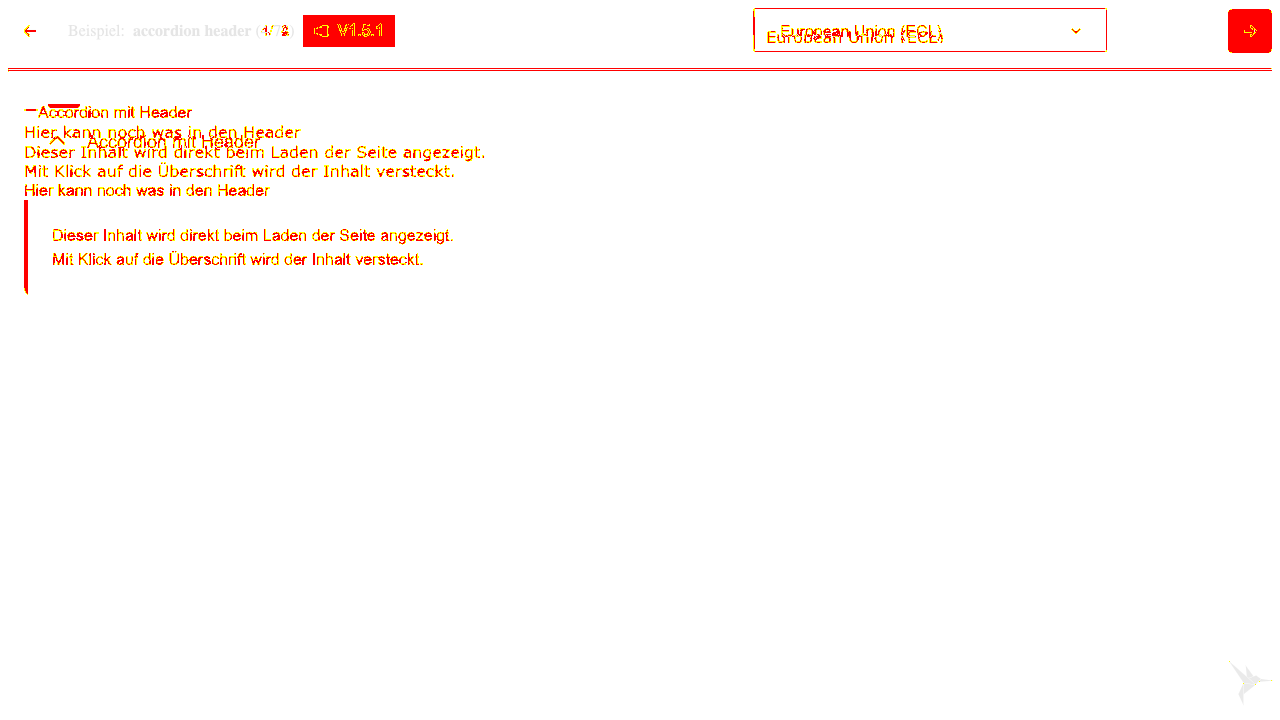 Beispiel: accordion header
V1.5.1
European Union (ECL)
European Union (ECL)
Accordion mit Header
Hier kann noch was in den Header
Accordion mit Header
Dieser Inhalt wird direkt beim Laden der Seite angezeigt.
Mit Klick auf die Überschrift wird der Inhalt versteckt.
Hier kann noch was in den Header
Dieser Inhalt wird direkt beim Laden der Seite angezeigt.
Mit Klick auf die Überschrift wird der Inhalt versteckt.